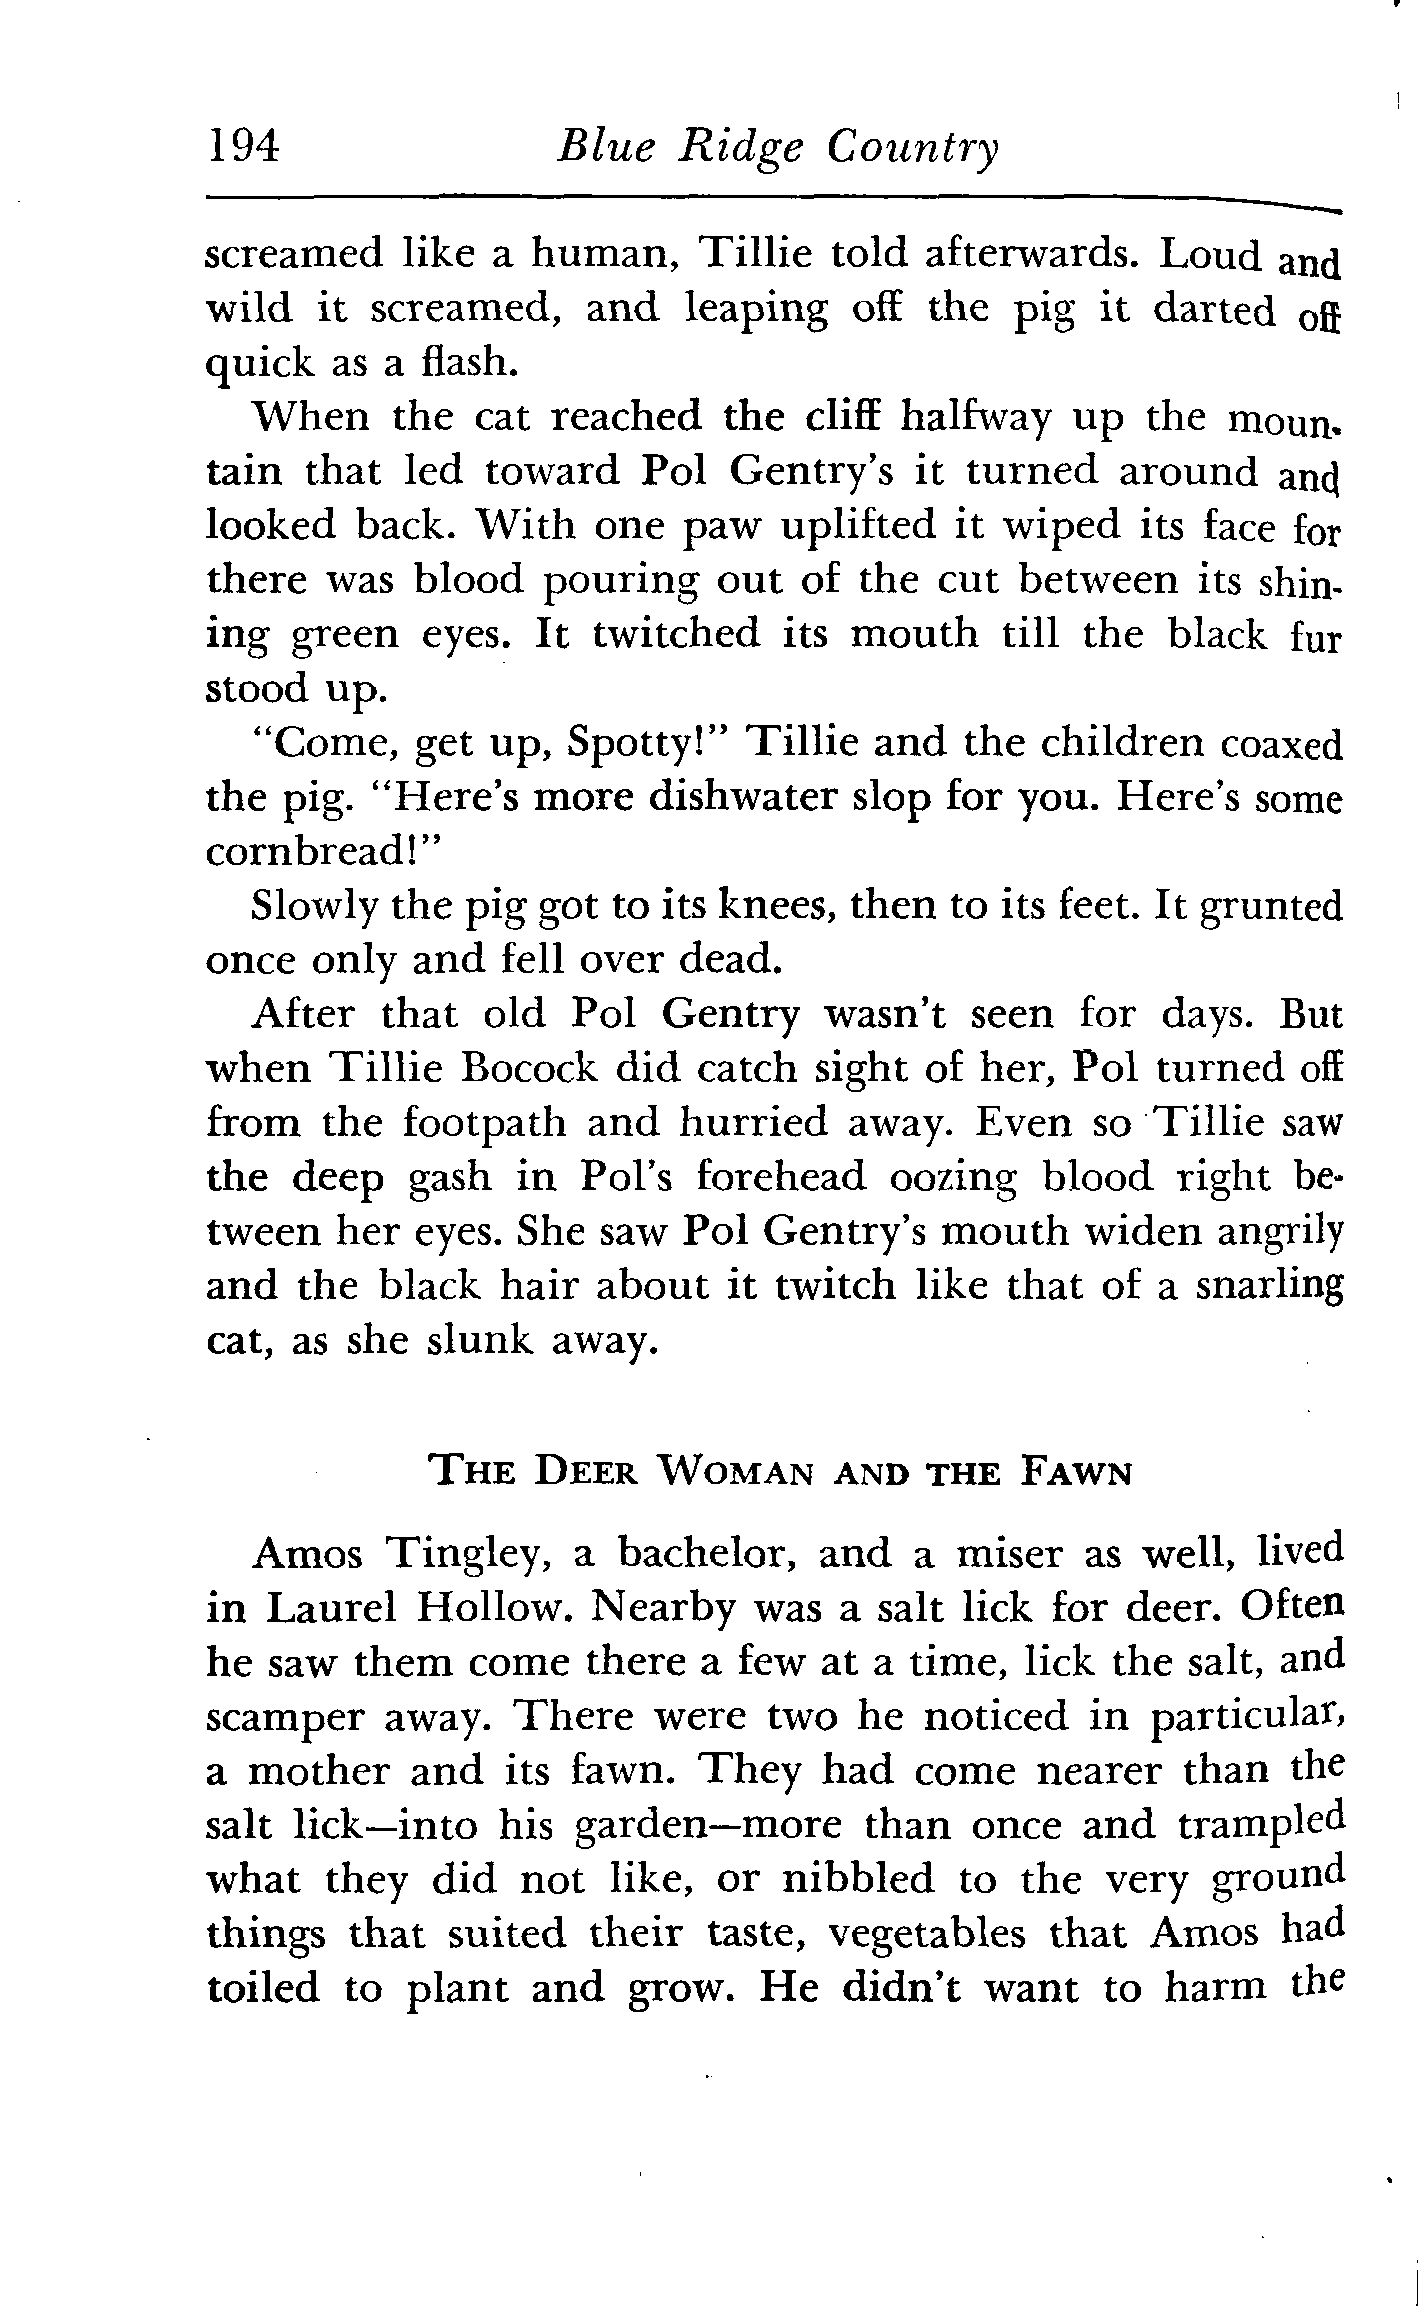 194 Blue Ridge Country
screamed like a human, Tillie told afterwards. Loud and
wild it screamed, and leaping off the pig it darted off
quick as a flash.
When the cat reached the cliff halfway up the moun-
tain that led toward Pol Gentry's it turned around and
looked back. With one paw uplifted it wiped its face for
there was blood pouring out of the cut between its shin-
ing green eyes. It twitched its mouth till the black fur
stood up.
"Come, get up, Spotty!" Tillie and the children coaxed
the pig. "Here's more dishwater slop for you. Here's some
cornbread!"
Slowly the pig got to its knees, then to its feet. It grunted
once only and fell over dead.
After that old Pol Gentry wasn't seen for days. But
when Tillie Bocock did catch sight of her, Pol turned off
from the footpath and hurried away. Even so Tillie saw
the deep gash in Pol's forehead oozing blood right be-
tween her eyes. She saw Pol Gentry's mouth widen angrily
and the black hair about it twitch like that of a snarling
cat, as she slunk away.
THE DEER WOMAN AND THE FAWN
Amos Tingley, a bachelor, and a miser as well, lived
in Laurel Hollow. Nearby was a salt lick for deer. Often
he saw them come there a few at a time, lick the salt, and
scamper away. There were two he noticed in particular,
a mother and its fawn. They had come nearer than the
salt lick—into his garden—more than once and trampled
what they did not like, or nibbled to the very ground
things that suited their taste, vegetables that Amos had
toiled to plant and grow. He didn't want to harm the